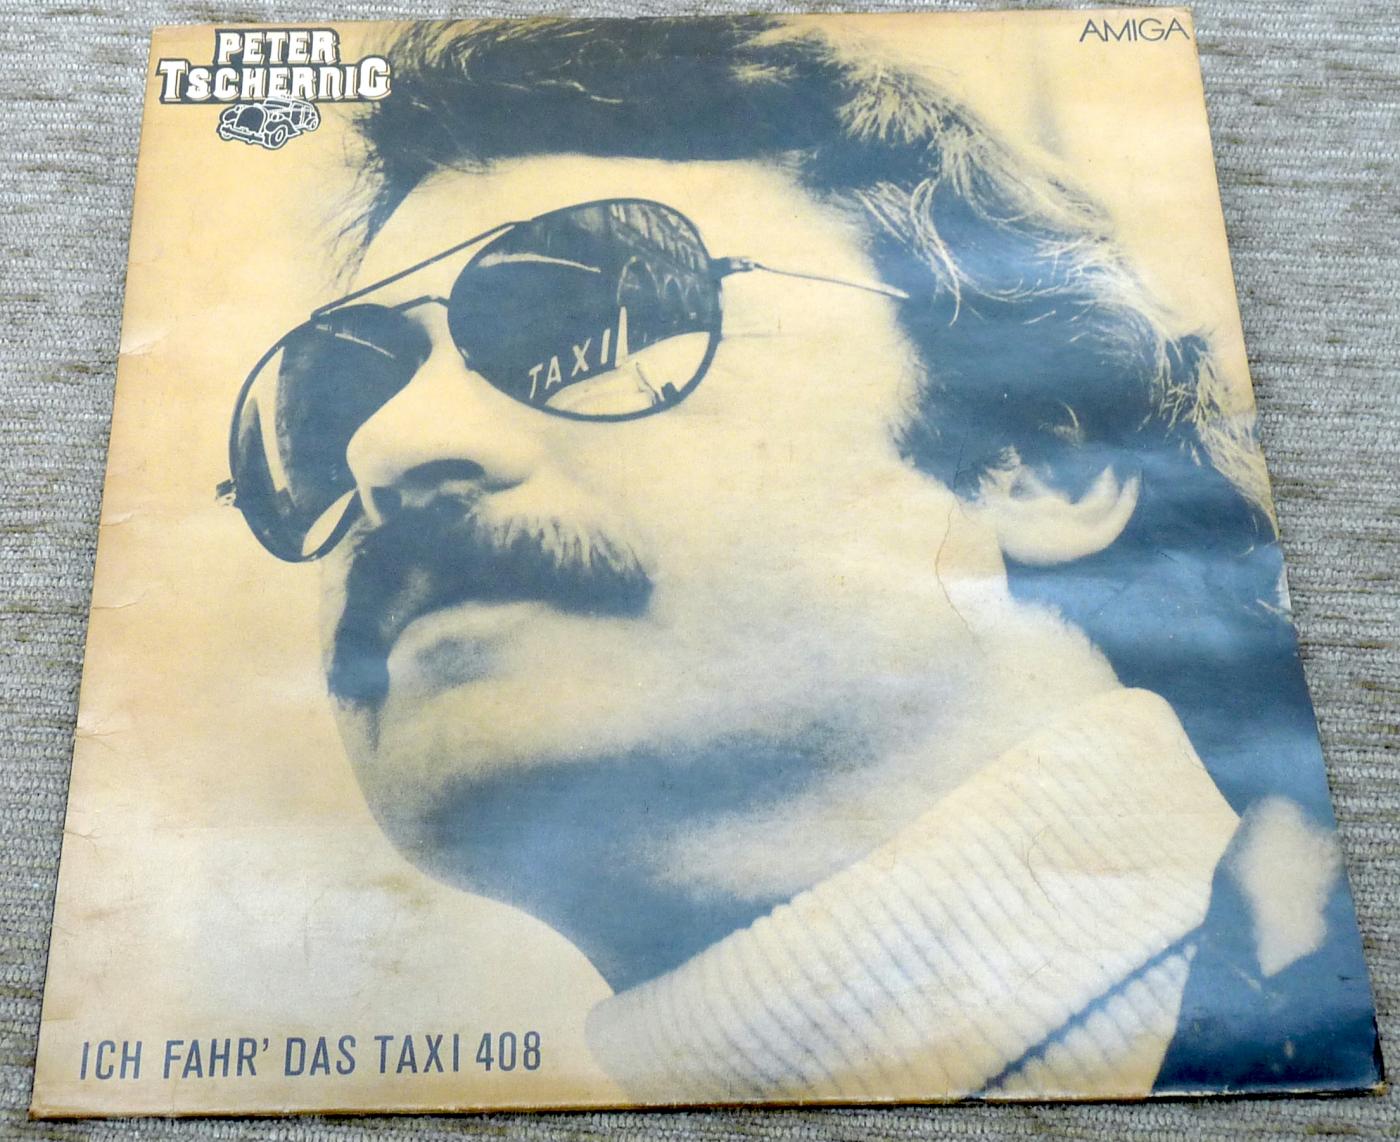 PETER
TSCHERNIG
AMIGA
TAXI
ICH FAHR' DAS TAXI 408